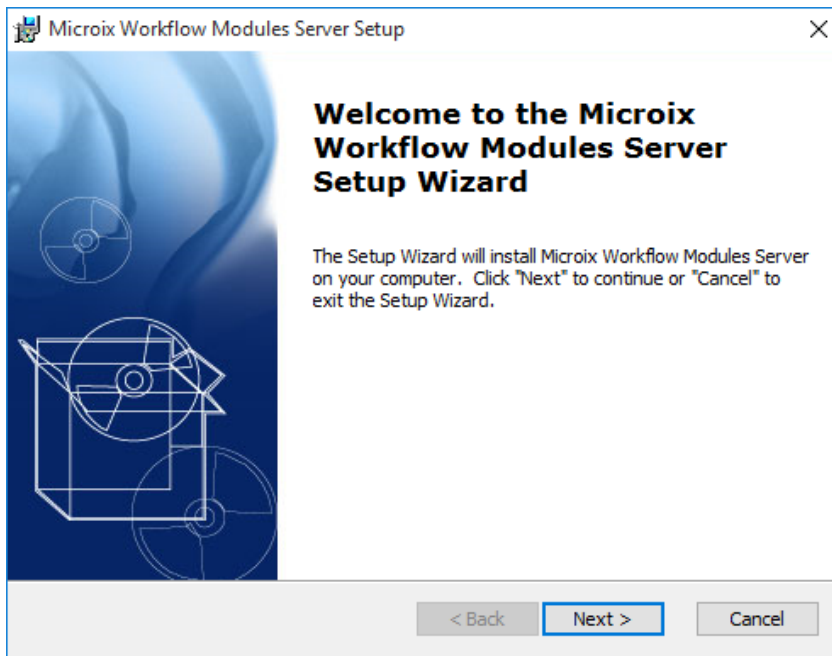 Microix Workflow Modules Server Setup
Welcome to the Microix
Workflow Modules Server
Setup Wizard
The Setup Wizard will install Microix Workflow Modules Server
on your computer. Click "Next" to continue or "Cancel" to
exit the Setup Wizard.
< Back
Next >
Cancel